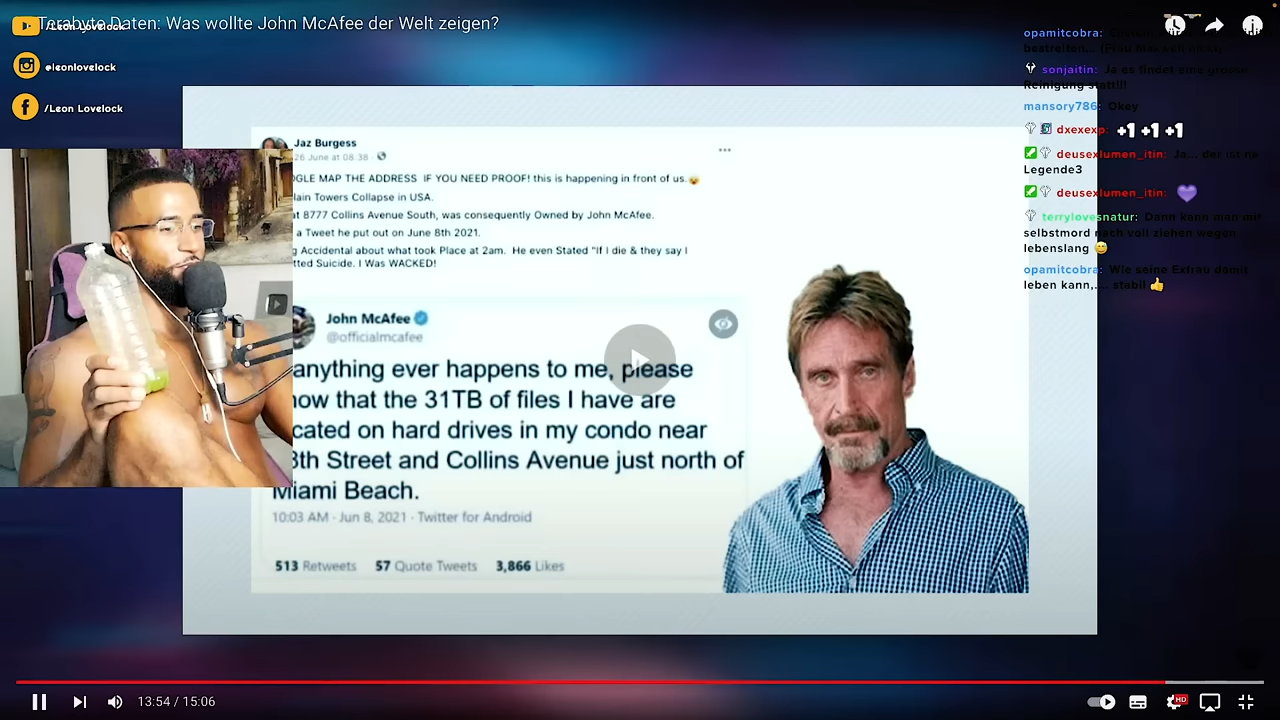 Terabyte Daten: Was wollte John McAfee der Welt zeigen?
/Leon Lovelock
@leonlovelock
/Leon Lovelock
Jaz Burgess
26 June at 08:38
GLE MAP THE ADDRESS IF YOU NEED PROOF! this is happening in front of us.
lain Towers Collapse in USA.
at 8777 Collins Avenue South, was consequently Owned by John McAfee.
a Tweet he put out on June 8th 2021.
g Accidental about what took Place at 2am. He even Stated "If I die & they say I
tted Suicide. I Was WACKED!
John McAfee
@officialmcafee
anything ever happens to me, please
now that the 31TB of files I have are
cated on hard drives in my condo near
8th Street and Collins Avenue just north of
Miami Beach.
10:03 AM · Jun 8, 2021 · Twitter for Android
513 Retweets 57 Quote Tweets 3,866 Likes
opamitcobra:
bestreiten...
sonjaitin: Ja es findet eine grosse
Reinigung statt!!!
mansory786: Okey
dxexexp: +1 +1 +1
deusexlumen_itin: Ja... der ist ne
Legende3
deusexlumen_itin: 💜
terrylovesnatur: Dann kann man mir
selbstmord nach voll ziehen wegen
lebenslang 😅
opamitcobra: Wie seine Exfrau damit
leben kann,.... stabil 👍
13:54 / 15:06
HD